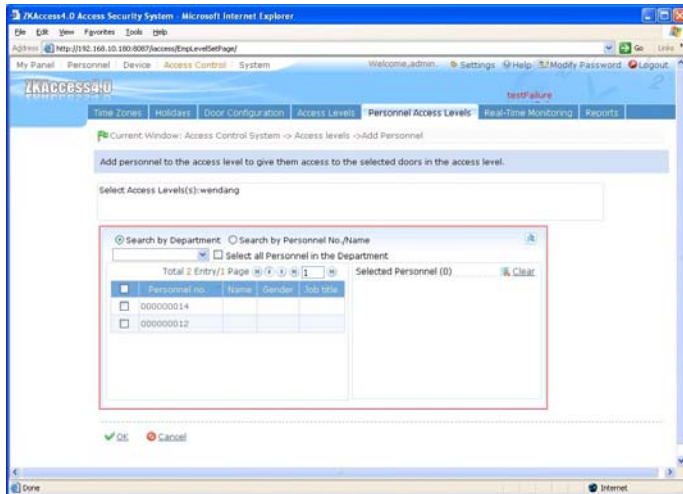 ZKAccess4.0 Access Security System - Microsoft Internet Explorer
File Edit View Favorites Tools Help
Address http://192.168.10.180:8087/iaccess/EmpLevelSetPage/ Go Links
My Panel Personnel Device Access Control System Welcome,admin. Settings Help Modify Password Logout
ZKAccess4.0
testFailure
Time Zones Holidays Door Configuration Access Levels Personnel Access Levels Real-Time Monitoring Reports
Current Window: Access Control System -> Access levels ->Add Personnel
Add personnel to the access level to give them access to the selected doors in the access level.
Select Access Levels(s):wendang
Search by Department Search by Personnel No./Name
Select all Personnel in the Department
Total 2 Entry/1 Page 1 Selected Personnel (0) Clear
Personnel no. Name Gender Job title
000000014
000000012
OK Cancel
Done Internet